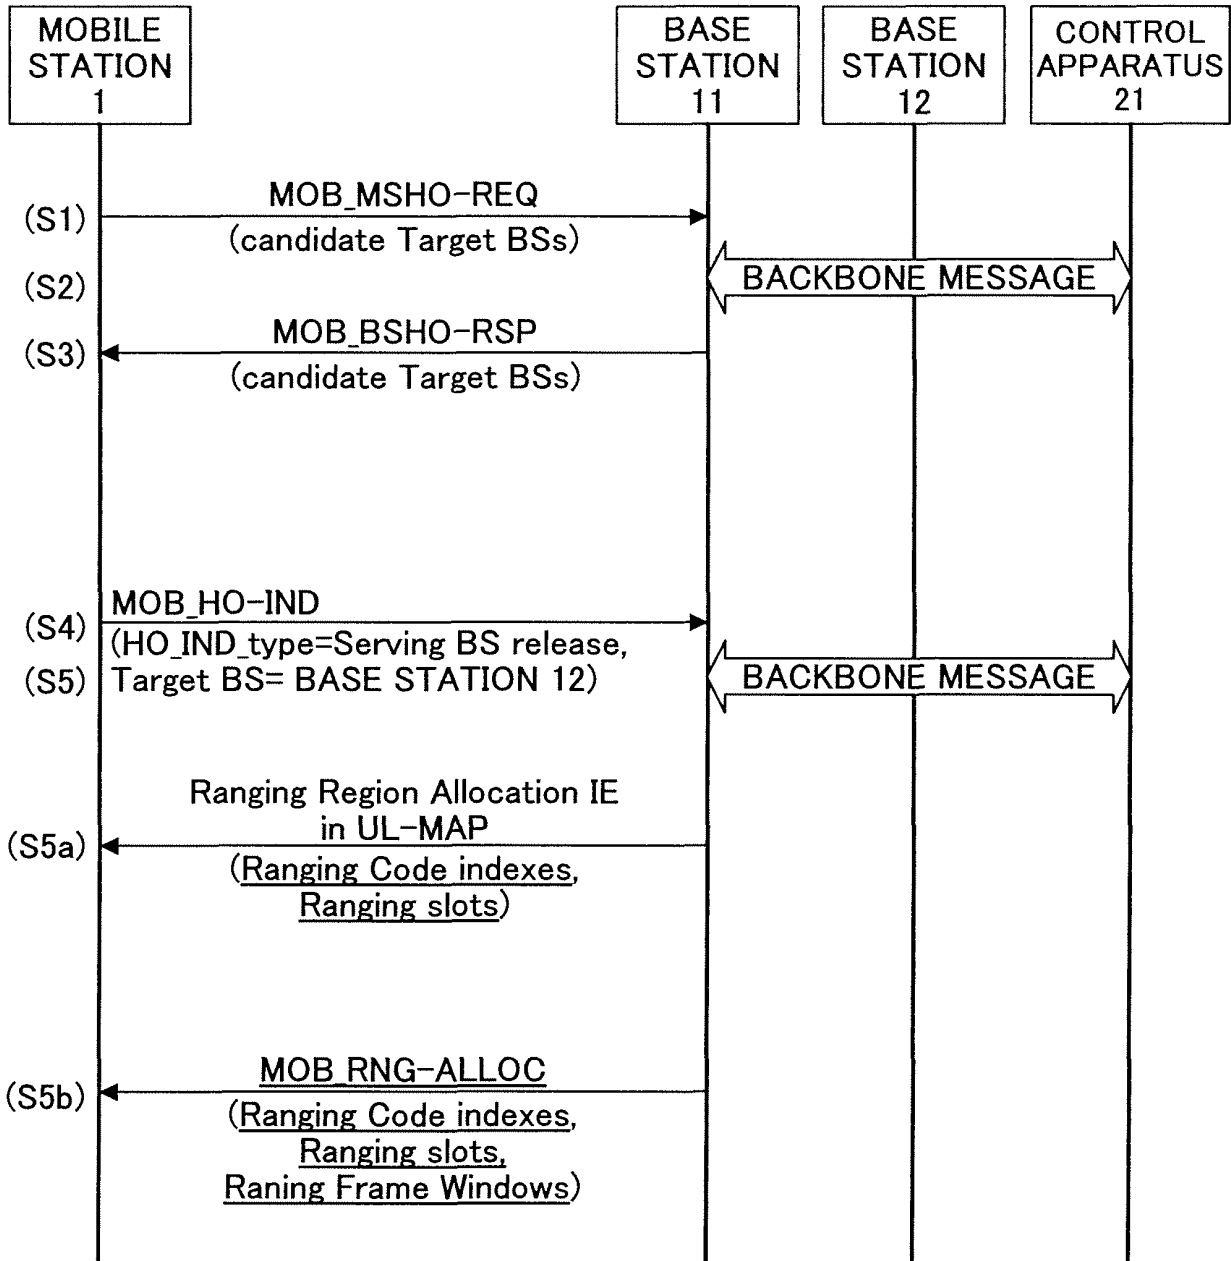 MOBILE
STATION
1
BASE
STATION
11
BASE
STATION
12
CONTROL
APPARATUS
21
(S1)
MOB_MSHO-REQ
(candidate Target BSs)
(S2)
BACKBONE MESSAGE
(S3)
MOB_BSHO-RSP
(candidate Target BSs)
(S4)
MOB_HO-IND
(HO_IND_type=Serving BS release,
(S5)
Target BS= BASE STATION 12)
BACKBONE MESSAGE
(S5a)
Ranging Region Allocation IE
in UL-MAP
(Ranging Code indexes,
Ranging slots)
(S5b)
MOB_RNG-ALLOC
(Ranging Code indexes,
Ranging slots,
Raning Frame Windows)